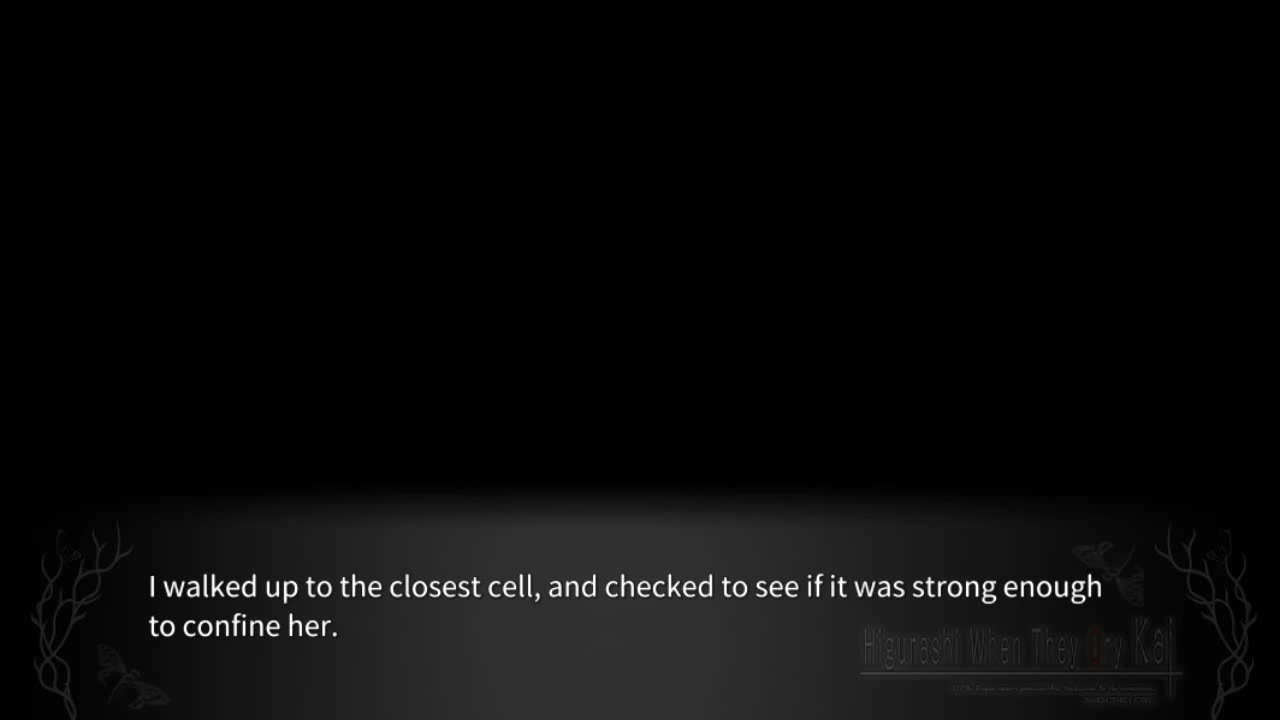 I walked up to the closest cell, and checked to see if it was strong enough
to confine her.
Higurashi When They Cry Kai